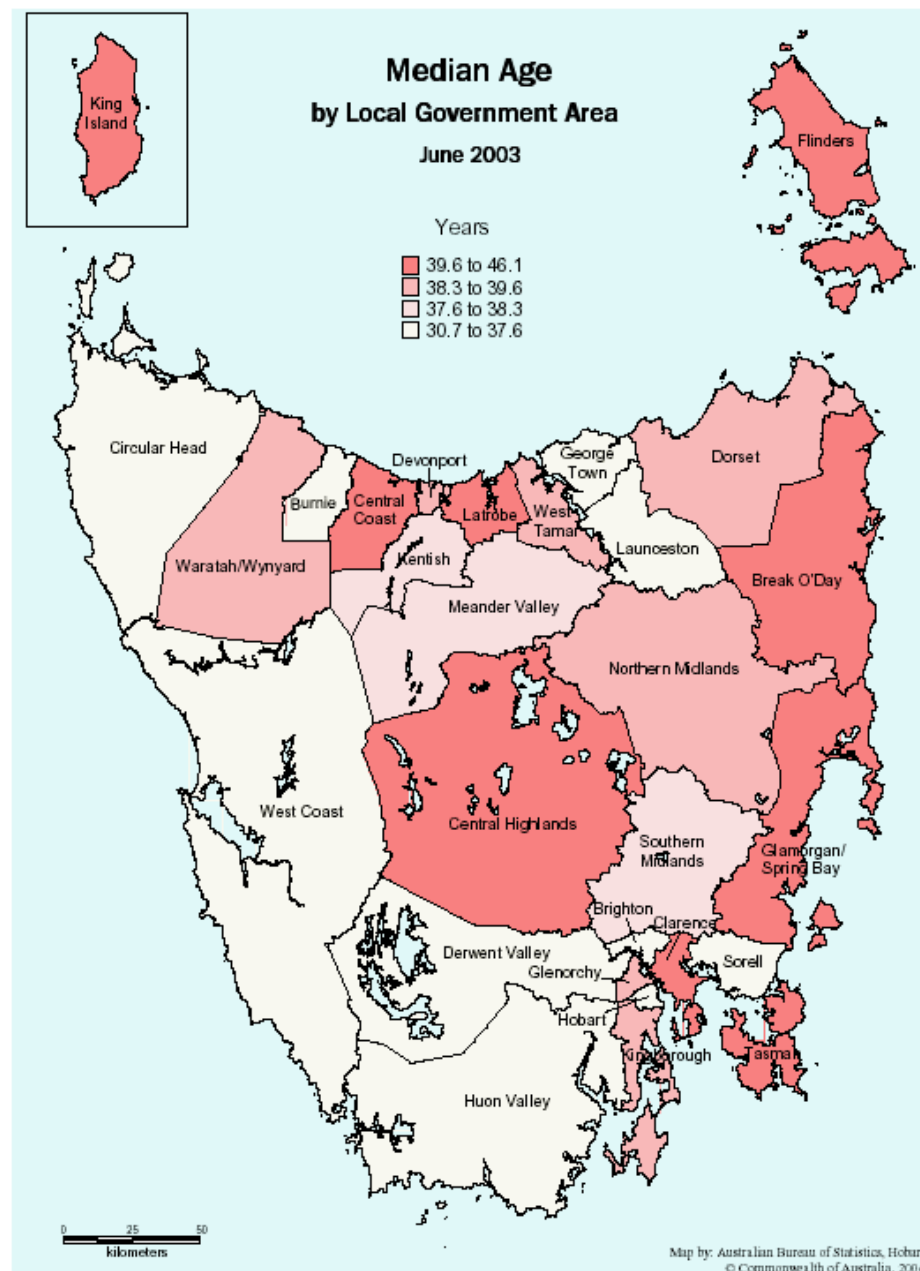 King
Island
Median Age
by Local Government Area
June 2003
Flinders
Years
39.6 to 46.1
38.3 to 39.6
37.6 to 38.3
30.7 to 37.6
Circular Head
Devonport
George
Town
Dorset
Burnie
Central
Coast
Latrobe
West
Tamar
Launceston
Waratah/Wynyard
Kentish
Break O'Day
Meander Valley
Northern Midlands
West Coast
Central Highlands
Southern
Midlands
Glamorgan/
Spring Bay
Brighton
Clarence
Derwent Valley
Sorell
Glenorchy
Hobart
Kingborough
Tasman
Huon Valley
0 25 50
kilometers
Map by: Australian Bureau of Statistics, Hobar
© Commonwealth of Australia, 200